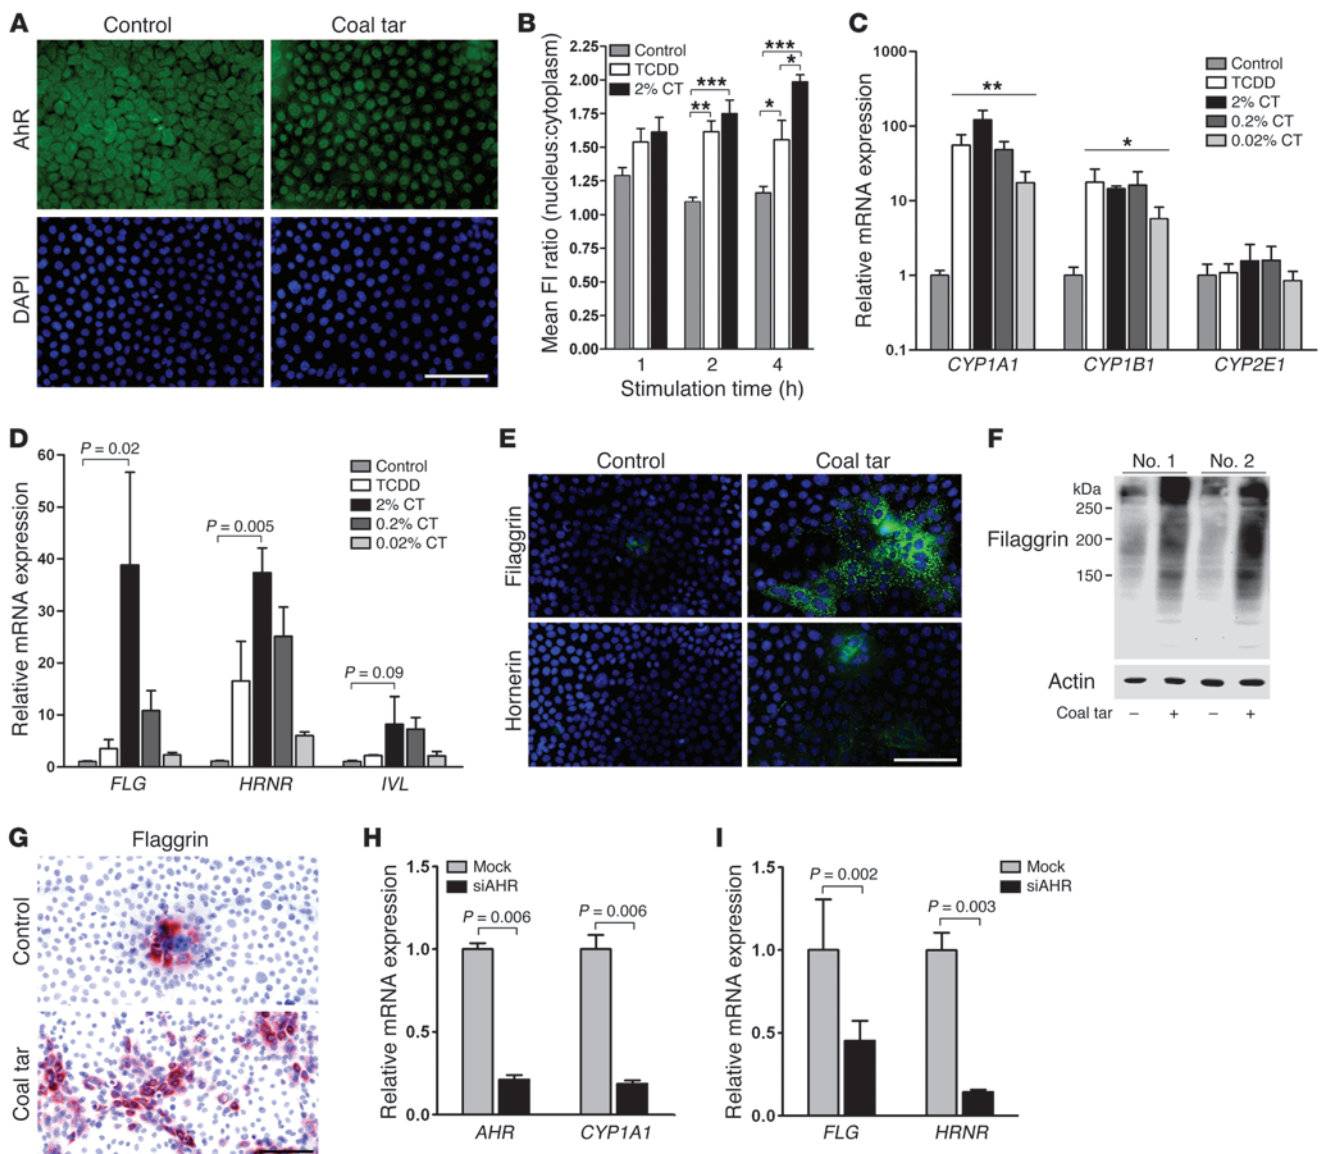 A
Control
Coal tar
AhR
DAPI
B
Control
TCDD
2% CT
Mean FI ratio (nucleus:cytoplasm)
2.25
2.00
1.75
1.50
1.25
1.00
0.75
0.50
0.25
0.00
***
*
***
**
*
1
2
4
Stimulation time (h)
C
Control
TCDD
2% CT
0.2% CT
0.02% CT
Relative mRNA expression
1000
100
10
1
0.1
**
*
CYP1A1
CYP1B1
CYP2E1
D
Control
TCDD
2% CT
0.2% CT
0.02% CT
Relative mRNA expression
60
50
40
30
20
10
0
P = 0.02
P = 0.005
P = 0.09
FLG
HRNR
IVL
E
Control
Coal tar
Filaggrin
Hornerin
F
No. 1
No. 2
kDa
250
200
150
Filaggrin
Actin
Coal tar
– + – +
G
Flaggrin
Control
Coal tar
H
Mock
siAHR
Relative mRNA expression
1.5
1.0
0.5
0.0
P = 0.006
P = 0.006
AHR
CYP1A1
I
Mock
siAHR
Relative mRNA expression
1.5
1.0
0.5
0.0
P = 0.002
P = 0.003
FLG
HRNR